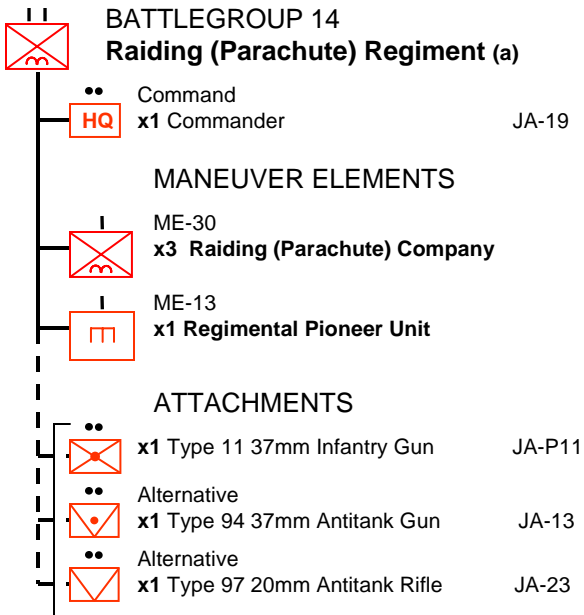 BATTLEGROUP 14
Raiding (Parachute) Regiment (a)
Command
HQ x1 Commander JA-19
MANEUVER ELEMENTS
ME-30
x3 Raiding (Parachute) Company
ME-13
x1 Regimental Pioneer Unit
ATTACHMENTS
x1 Type 11 37mm Infantry Gun JA-P11
Alternative
x1 Type 94 37mm Antitank Gun JA-13
Alternative
x1 Type 97 20mm Antitank Rifle JA-23